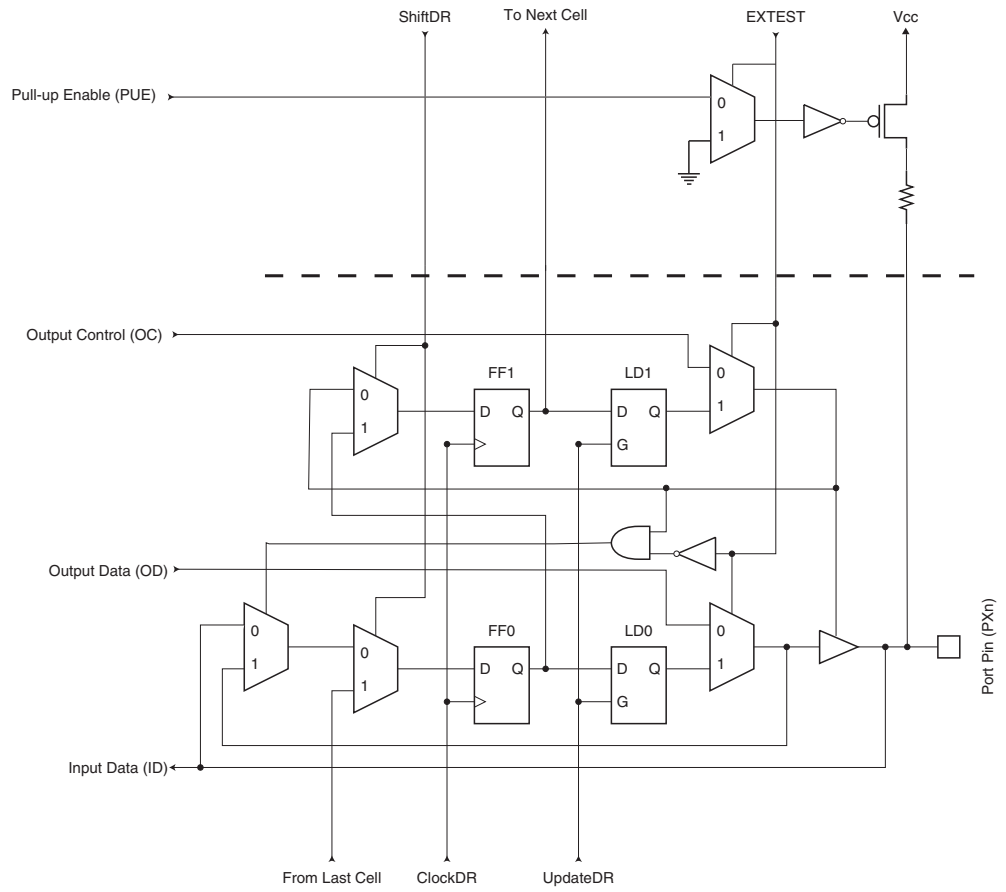 ShiftDR
To Next Cell
EXTEST
Vcc
Pull-up Enable (PUE)
0
1
Output Control (OC)
FF1
LD1
0
1
D Q
D Q
G
0
1
Output Data (OD)
FF0
LD0
0
1
0
1
D Q
D Q
G
0
1
Port Pin (PXn)
Input Data (ID)
From Last Cell
ClockDR
UpdateDR